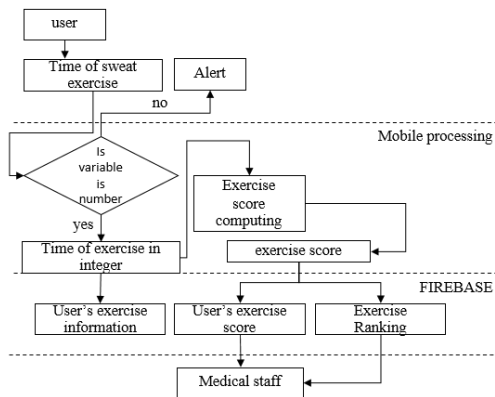 user
Time of sweat
exercise
Alert
no
Mobile processing
Is
variable
is
number
yes
Exercise
score
computing
Time of exercise in
integer
exercise score
FIREBASE
User's exercise
information
User's exercise
score
Exercise
Ranking
Medical staff